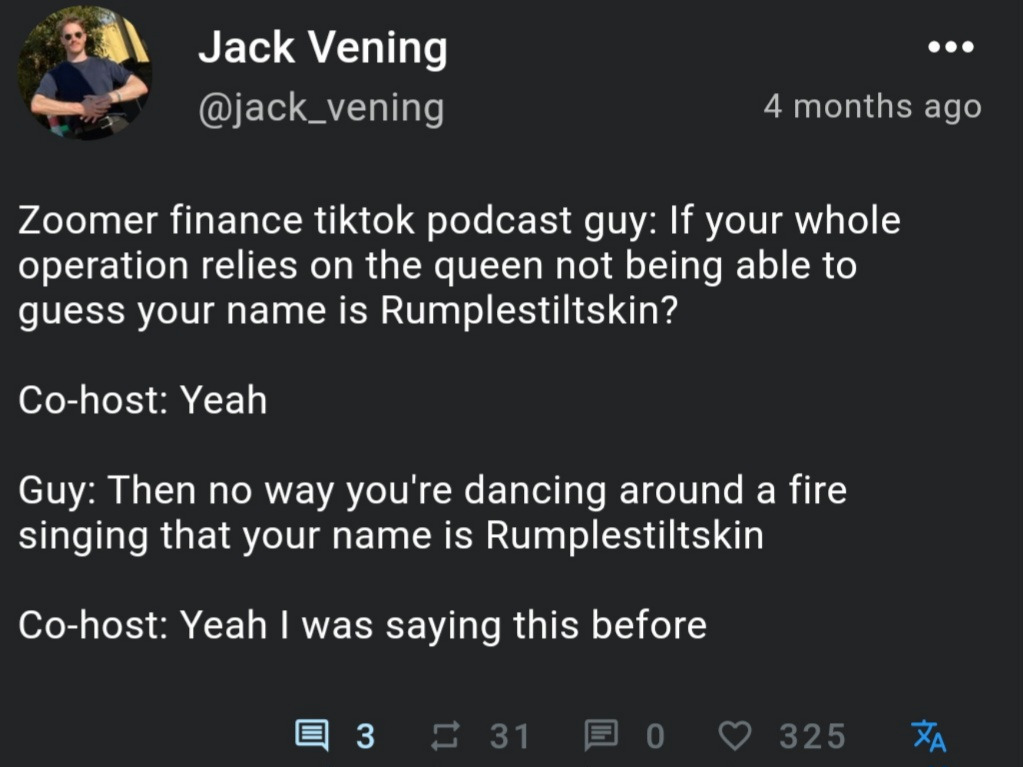 Jack Vening
@jack_vening
4 months ago
Zoomer finance tiktok podcast guy: If your whole
operation relies on the queen not being able to
guess your name is Rumplestiltskin?
Co-host: Yeah
Guy: Then no way you're dancing around a fire
singing that your name is Rumplestiltskin
Co-host: Yeah I was saying this before
3 31 0 325